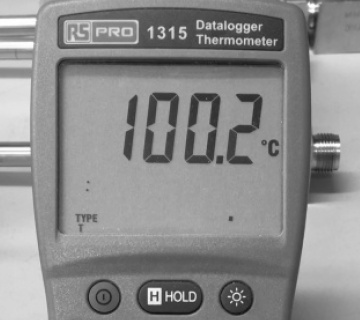 RS PRO 1315 Datalogger
Thermometer
100.2 °C
:
TYPE
T
H HOLD